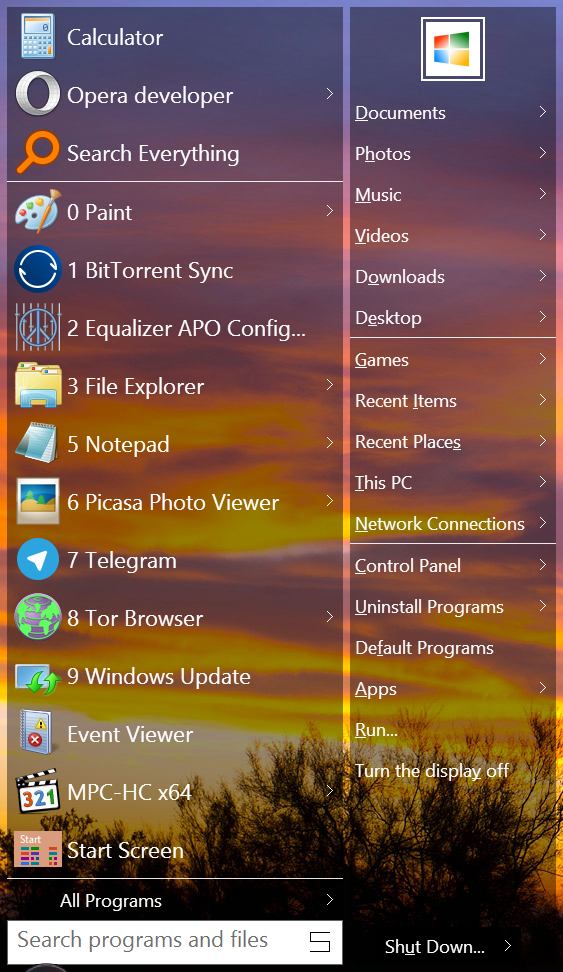 Calculator
Opera developer
Search Everything
0 Paint
1 BitTorrent Sync
2 Equalizer APO Config...
3 File Explorer
5 Notepad
6 Picasa Photo Viewer
7 Telegram
8 Tor Browser
9 Windows Update
Event Viewer
321
MPC-HC x64
Start
Start Screen
All Programs
Search programs and files
Documents
Photos
Music
Videos
Downloads
Desktop
Games
Recent Items
Recent Places
This PC
Network Connections
Control Panel
Uninstall Programs
Default Programs
Apps
Run...
Turn the display off
Shut Down...